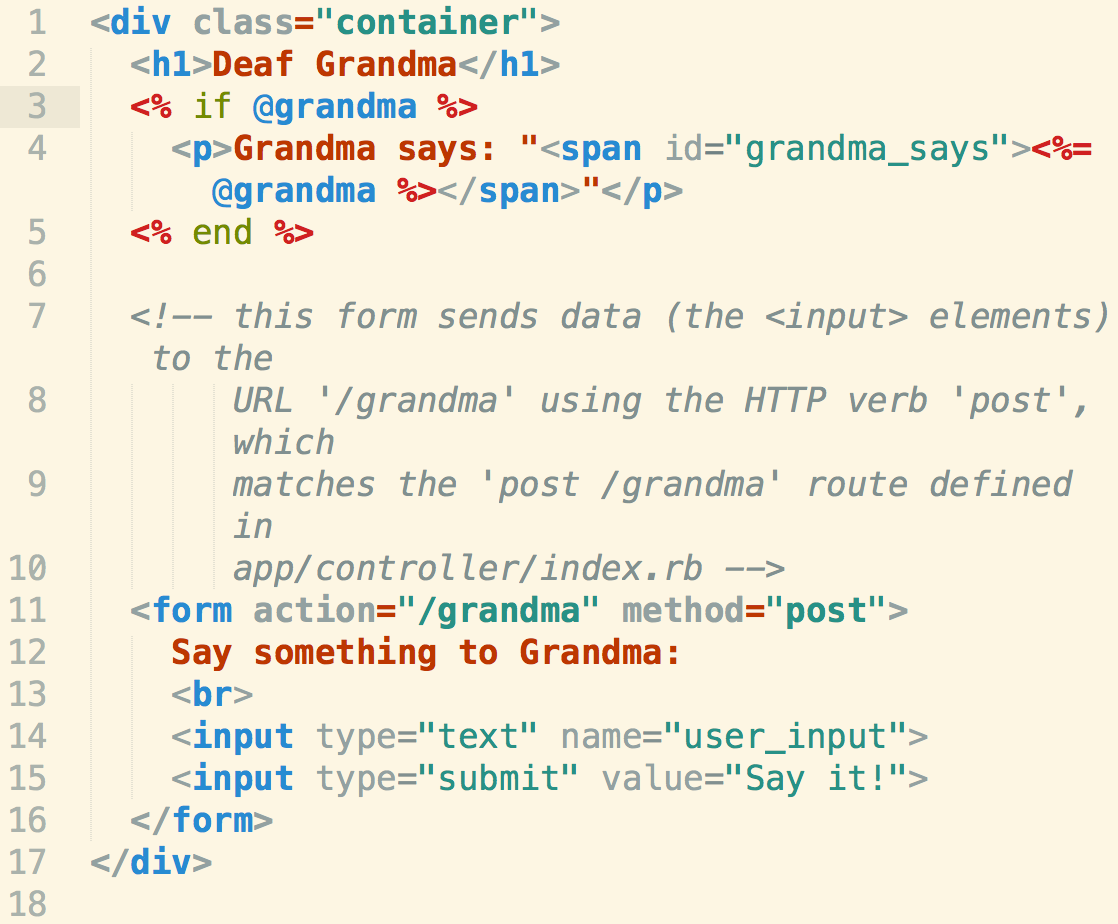 1 <div class="container">
2   <h1>Deaf Grandma</h1>
3   <% if @grandma %>
4     <p>Grandma says: "<span id="grandma_says"><%=
      @grandma %></span>"</p>
5   <% end %>
6
7   <!-- this form sends data (the <input> elements)
   to the
8        URL '/grandma' using the HTTP verb 'post',
       which
9        matches the 'post /grandma' route defined
       in
10        app/controller/index.rb -->
11   <form action="/grandma" method="post">
12     Say something to Grandma:
13     <br>
14     <input type="text" name="user_input">
15     <input type="submit" value="Say it!">
16   </form>
17 </div>
18